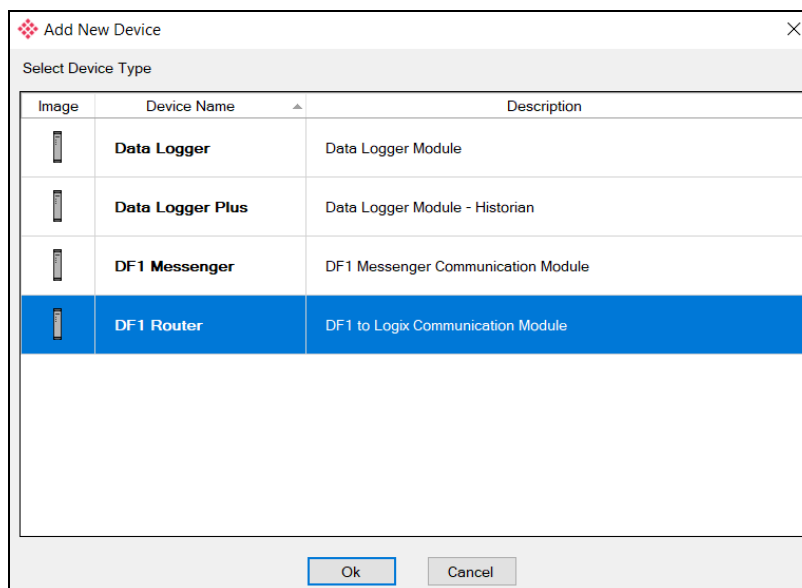 Add New Device
Select Device Type
Image Device Name Description
Data Logger Data Logger Module
Data Logger Plus Data Logger Module - Historian
DF1 Messenger DF1 Messenger Communication Module
DF1 Router DF1 to Logix Communication Module
Ok Cancel